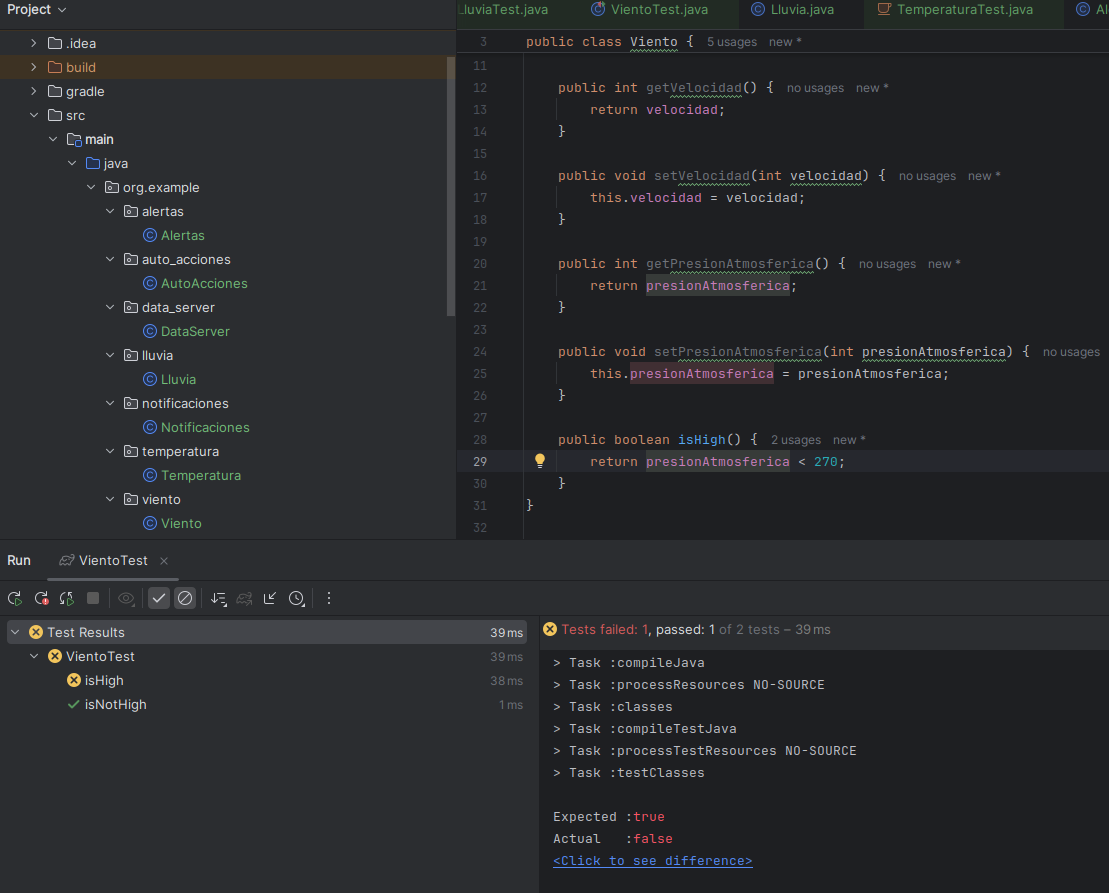 Project
.idea
build
gradle
src
main
java
org.example
alertas
Alertas
auto_acciones
AutoAcciones
data_server
DataServer
lluvia
Lluvia
notificaciones
Notificaciones
temperatura
Temperatura
viento
Viento
LluviaTest.java VientoTest.java Lluvia.java TemperaturaTest.java Al
3 public class Viento { 5 usages new *
11
12 public int getVelocidad() { no usages new *
13 return velocidad;
14 }
15
16 public void setVelocidad(int velocidad) { no usages new *
17 this.velocidad = velocidad;
18 }
19
20 public int getPresionAtmosferica() { no usages new *
21 return presionAtmosferica;
22 }
23
24 public void setPresionAtmosferica(int presionAtmosferica) { no usages
25 this.presionAtmosferica = presionAtmosferica;
26 }
27
28 public boolean isHigh() { 2 usages new *
29 return presionAtmosferica < 270;
30 }
31 }
32
Run VientoTest
Test Results 39 ms
VientoTest 39 ms
isHigh 38 ms
isNotHigh 1 ms
Tests failed: 1, passed: 1 of 2 tests – 39 ms
> Task :compileJava
> Task :processResources NO-SOURCE
> Task :classes
> Task :compileTestJava
> Task :processTestResources NO-SOURCE
> Task :testClasses
Expected :true
Actual :false
<Click to see difference>